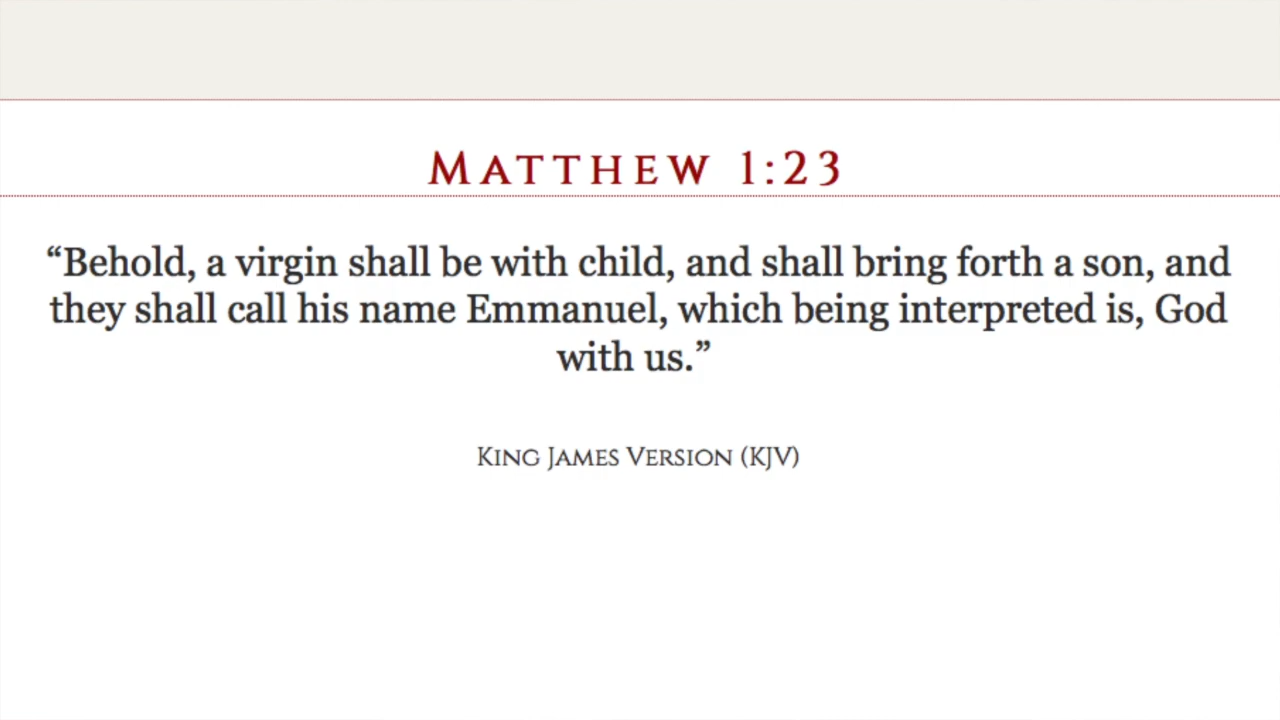 MATTHEW 1:23
“Behold, a virgin shall be with child, and shall bring forth a son, and
they shall call his name Emmanuel, which being interpreted is, God
with us.”
KING JAMES VERSION (KJV)